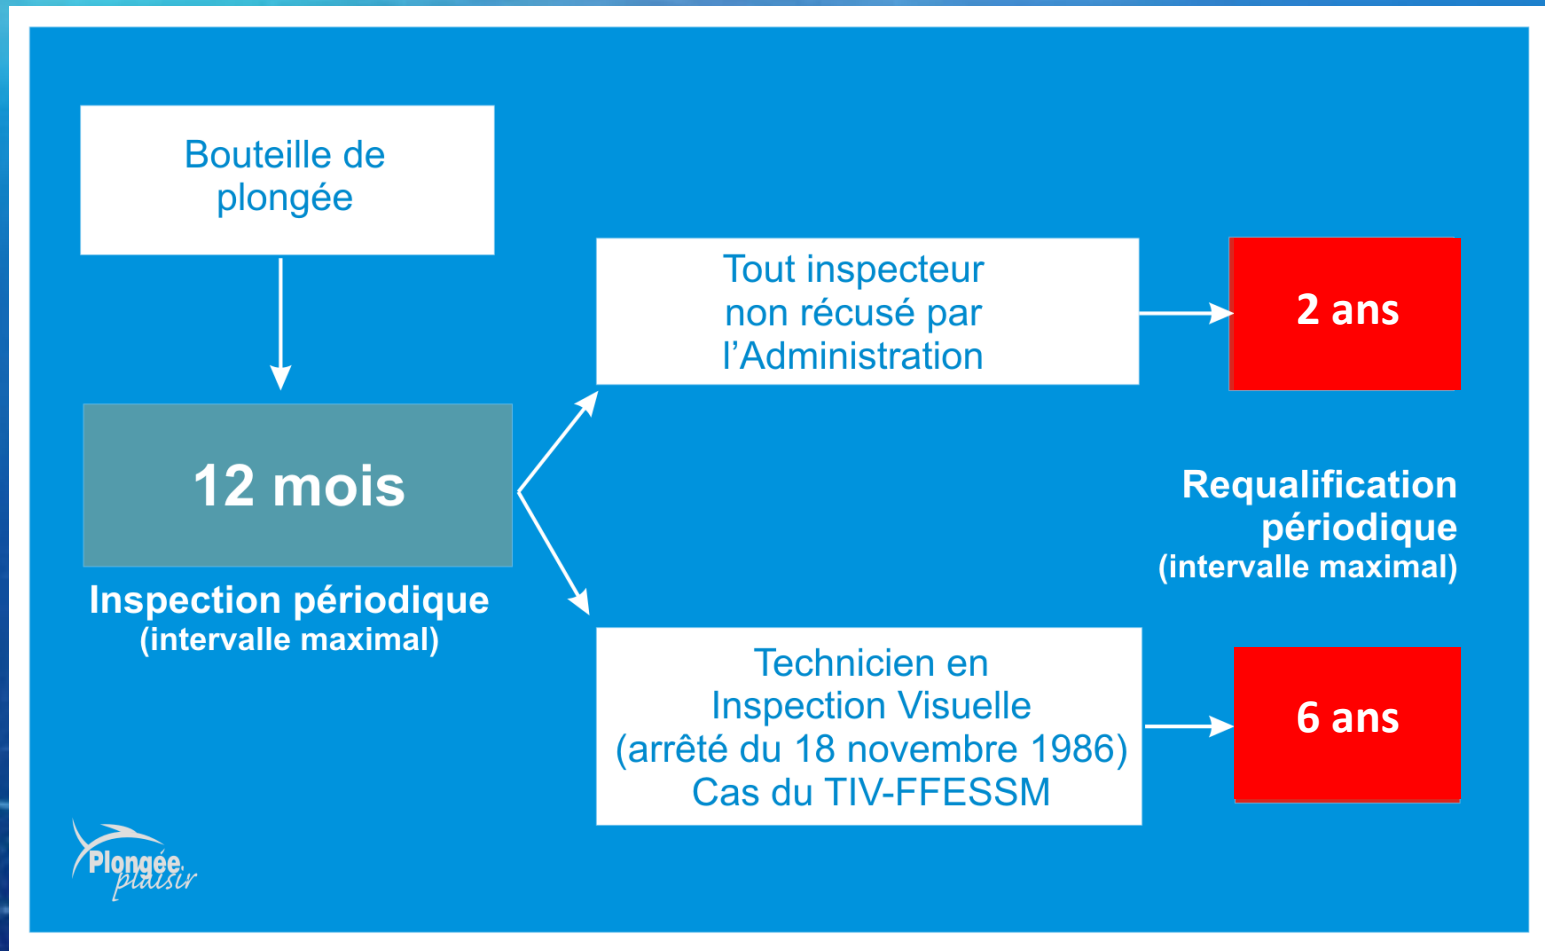 Bouteille de
plongée
12 mois
Inspection périodique
(intervalle maximal)
Tout inspecteur
non récusé par
l’Administration
2 ans
Requalification
périodique
(intervalle maximal)
Technicien en
Inspection Visuelle
(arrêté du 18 novembre 1986)
Cas du TIV-FFESSM
6 ans
Plongée.
plaisir